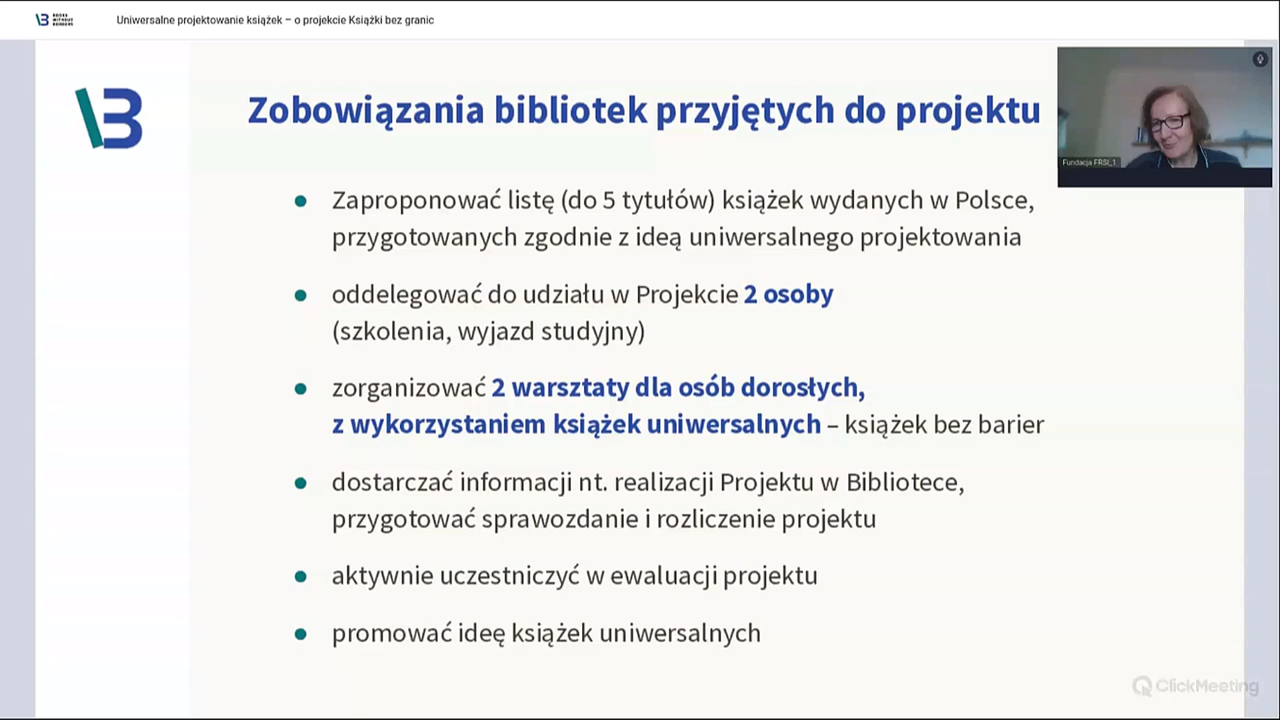 BOOKS
WITHOUT
BORDERS
Uniwersalne projektowanie książek – o projekcie Książki bez granic
Zobowiązania bibliotek przyjętych do projektu
Fundacja FRSI_1
Zaproponować listę (do 5 tytułów) książek wydanych w Polsce,
przygotowanych zgodnie z ideą uniwersalnego projektowania
oddelegować do udziału w Projekcie 2 osoby
(szkolenia, wyjazd studyjny)
zorganizować 2 warsztaty dla osób dorosłych,
z wykorzystaniem książek uniwersalnych – książek bez barier
dostarczać informacji nt. realizacji Projektu w Bibliotece,
przygotować sprawozdanie i rozliczenie projektu
aktywnie uczestniczyć w ewaluacji projektu
promować ideę książek uniwersalnych
ClickMeeting